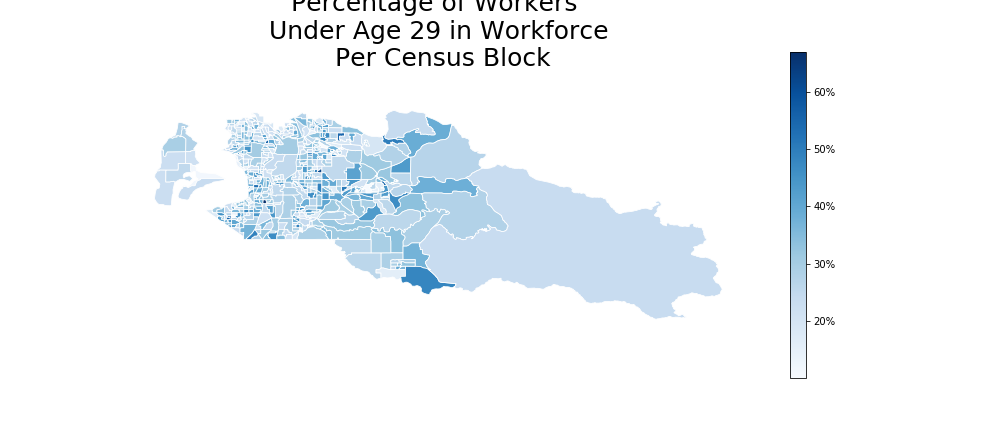 Percentage of Workers
Under Age 29 in Workforce
Per Census Block
60%
50%
40%
30%
20%